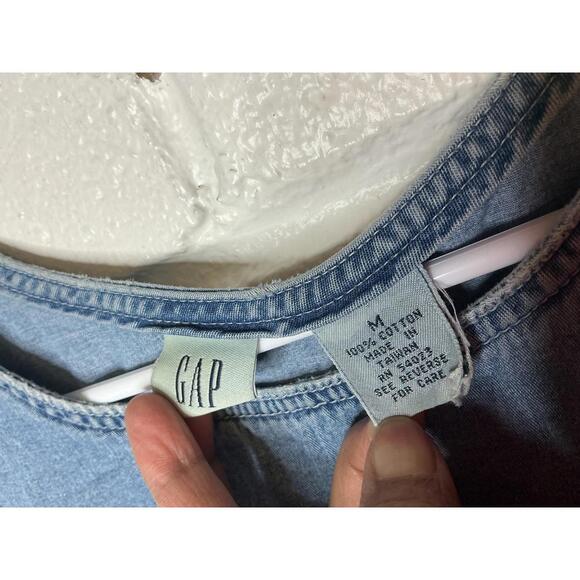 GAP
M
100% COTTON
MADE IN
TAIWAN
RN 54023
SEE REVERSE
FOR CARE